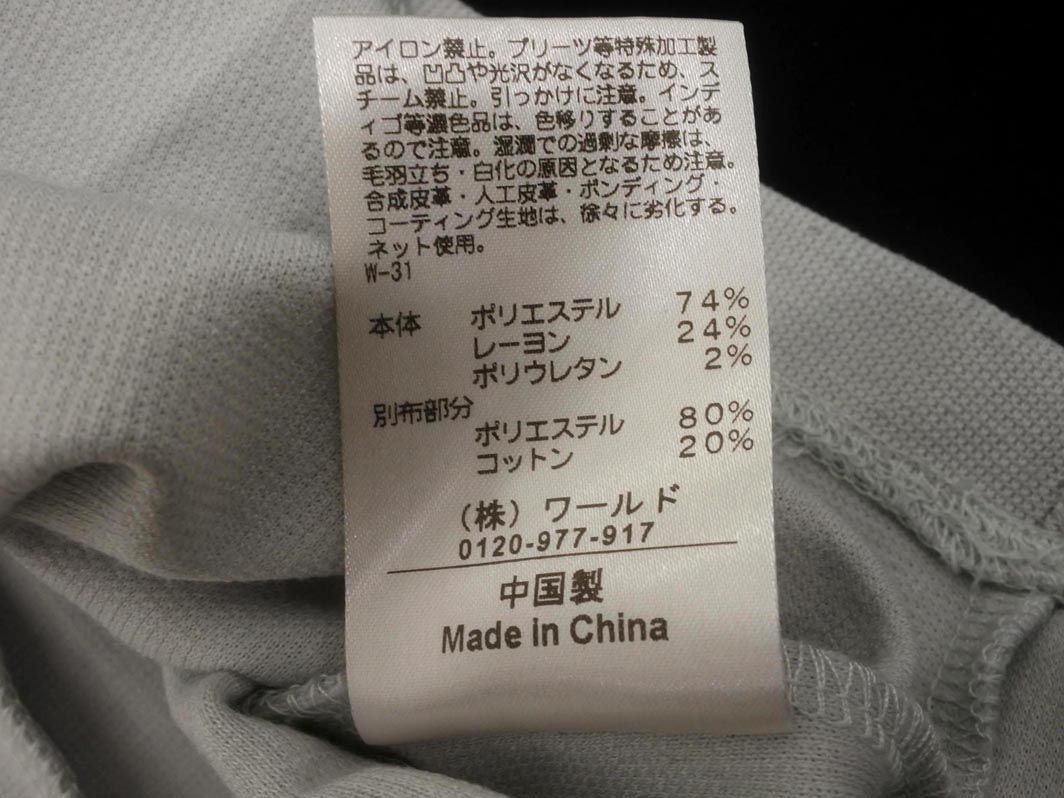 アイロン禁止。プリーツ等特殊加工製
品は、凹凸や光沢がなくなるため、ス
チーム禁止。引っかけに注意。インデ
ィゴ等濃色品は、色移りすることがあ
るので注意。湿潤での過剰な摩擦は、
毛羽立ち・白化の原因となるため注意。
合成皮革・人工皮革・ボンディング・
コーティング生地は、徐々に劣化する。
ネット使用。
W-31
本体 ポリエステル 74%
レーヨン 24%
ポリウレタン 2%
別布部分
ポリエステル 80%
コットン 20%
（株）ワールド
0120-977-917
中国製
Made in China